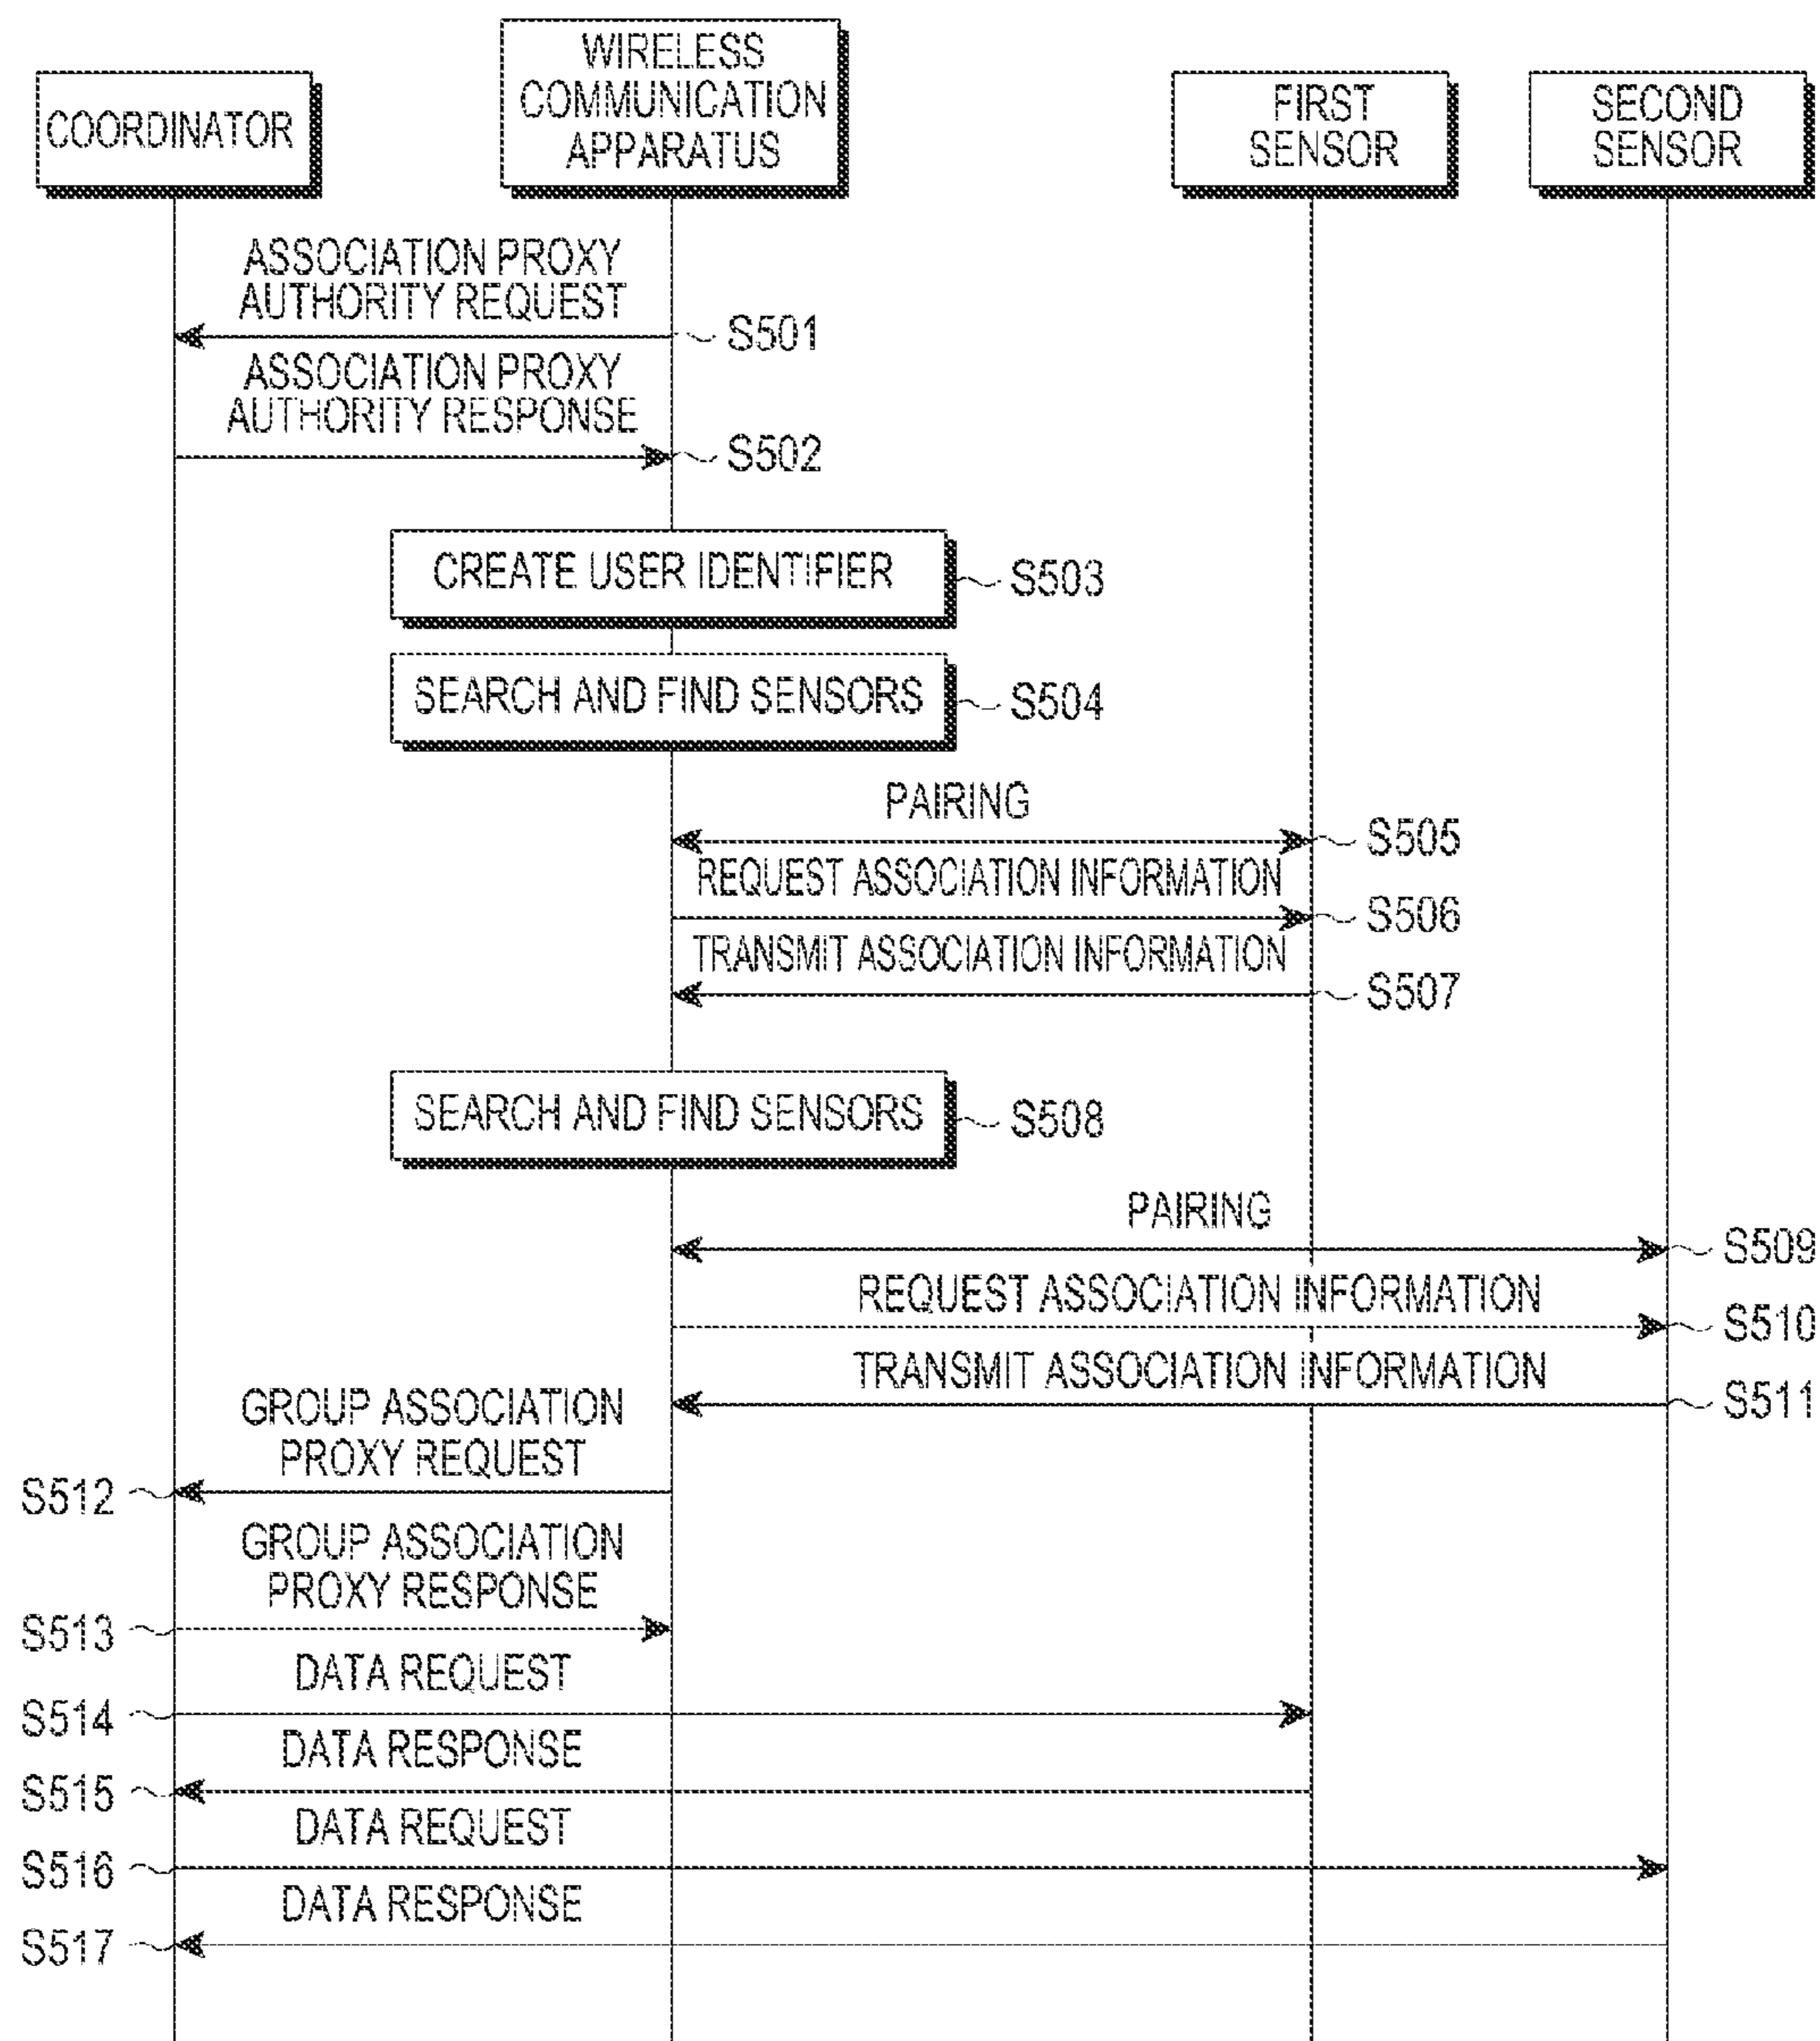 COORDINATOR
WIRELESS
COMMUNICATION
APPARATUS
FIRST
SENSOR
SECOND
SENSOR
ASSOCIATION PROXY
AUTHORITY REQUEST
S501
ASSOCIATION PROXY
AUTHORITY RESPONSE
S502
CREATE USER IDENTIFIER
S503
SEARCH AND FIND SENSORS
S504
PAIRING
S505
REQUEST ASSOCIATION INFORMATION
S506
TRANSMIT ASSOCIATION INFORMATION
S507
SEARCH AND FIND SENSORS
S508
PAIRING
S509
REQUEST ASSOCIATION INFORMATION
S510
TRANSMIT ASSOCIATION INFORMATION
S511
GROUP ASSOCIATION
PROXY REQUEST
S512
GROUP ASSOCIATION
PROXY RESPONSE
S513
DATA REQUEST
S514
DATA RESPONSE
S515
DATA REQUEST
S516
DATA RESPONSE
S517